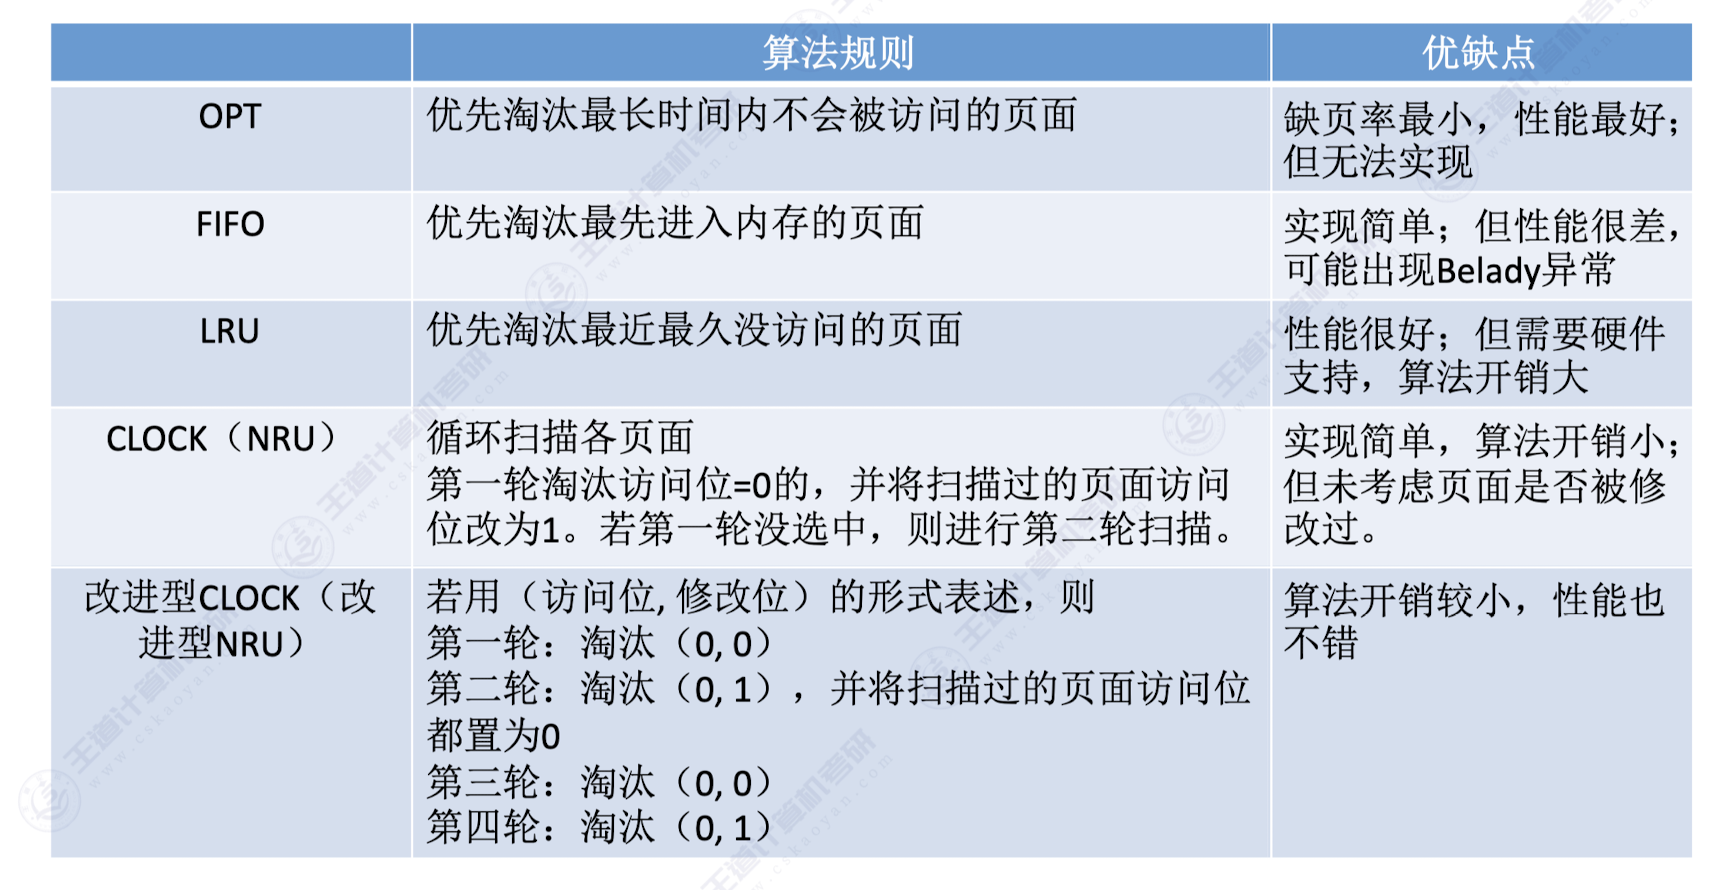 算法规则 优缺点
OPT 优先淘汰最长时间内不会被访问的页面 缺页率最小，性能最好；
但无法实现
FIFO 优先淘汰最先进入内存的页面 实现简单；但性能很差，
可能出现Belady异常
LRU 优先淘汰最近最久没访问的页面 性能很好；但需要硬件
支持，算法开销大
CLOCK（NRU） 循环扫描各页面 实现简单，算法开销小；
第一轮淘汰访问位=0的，并将扫描过的页面访问 但未考虑页面是否被修
位改为1。若第一轮没选中，则进行第二轮扫描。 改过。
改进型CLOCK（改 若用（访问位, 修改位）的形式表述，则 算法开销较小，性能也
进型NRU） 第一轮：淘汰（0, 0） 不错
第二轮：淘汰（0, 1），并将扫描过的页面访问位
都置为0
第三轮：淘汰（0, 0）
第四轮：淘汰（0, 1）
王道计算机考研
www.cskaoyan.com